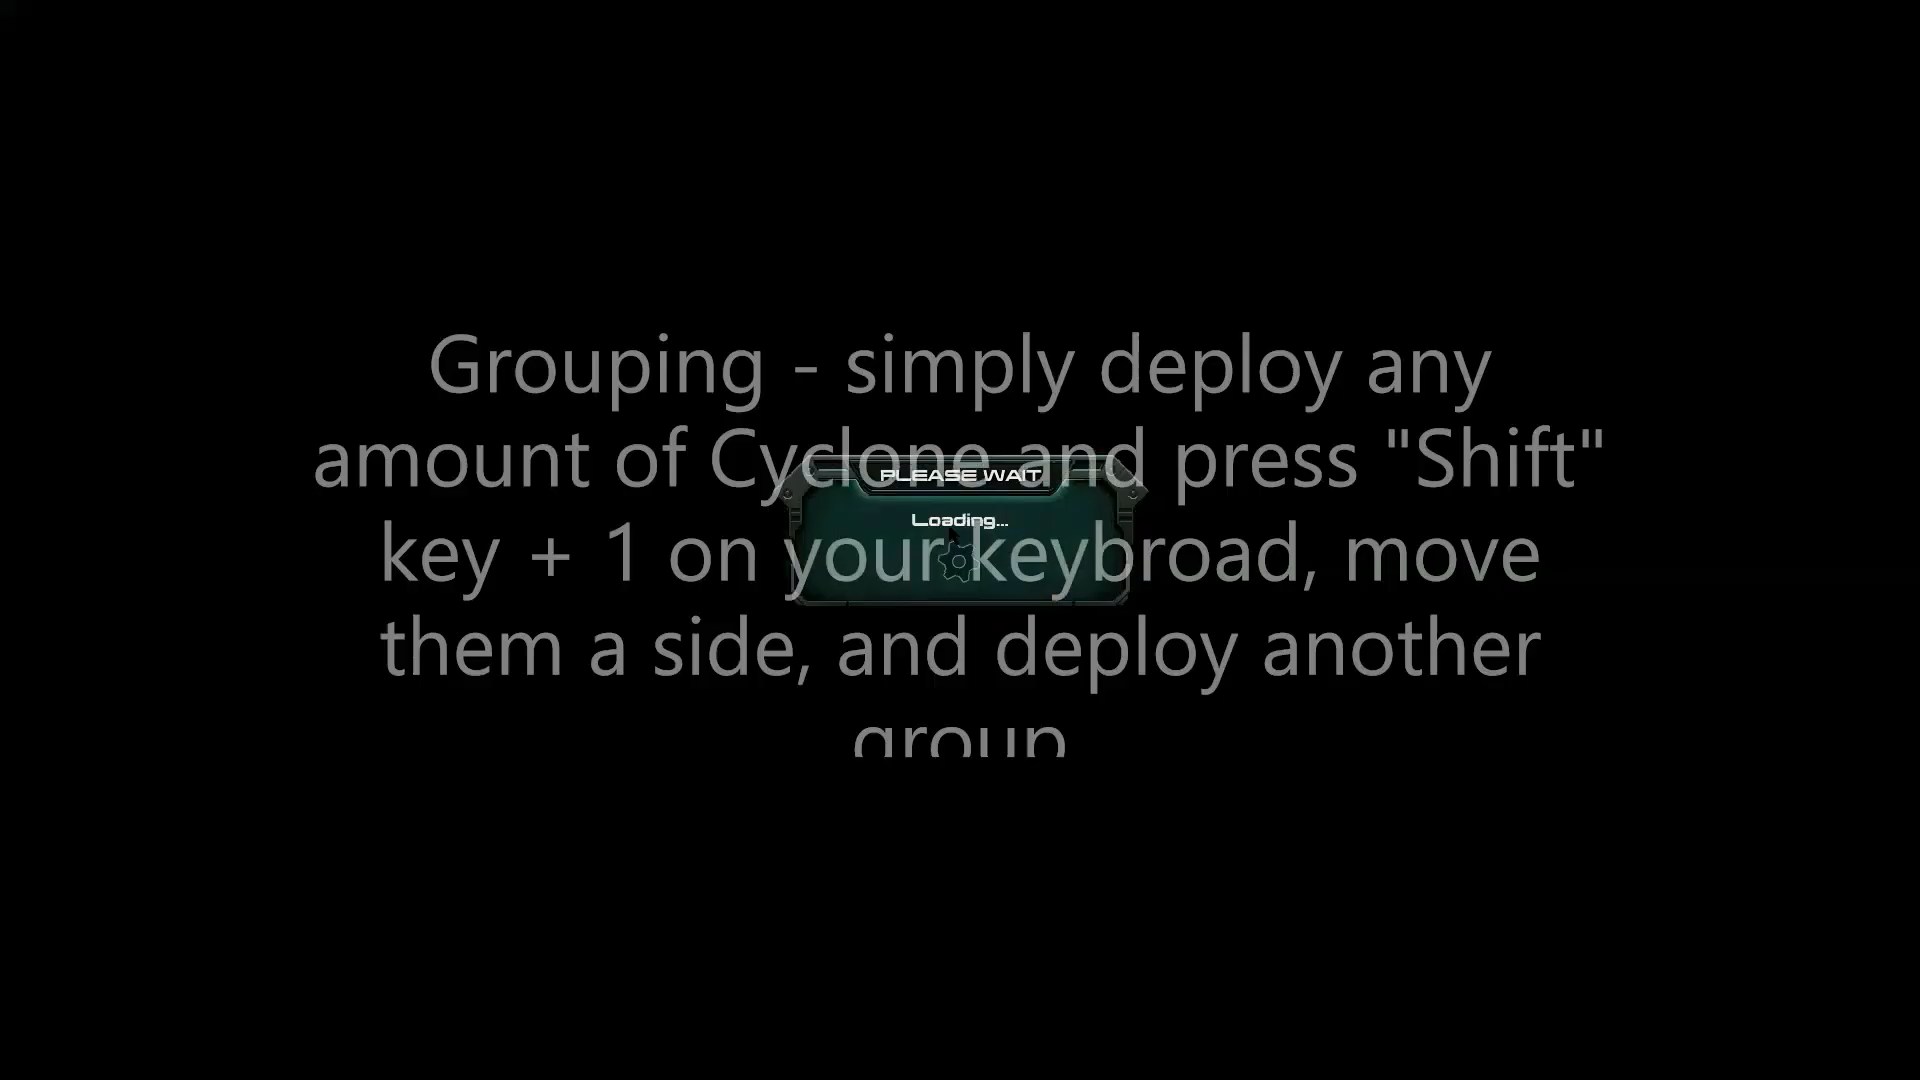 Grouping - simply deploy any
amount of Cyclone and press "Shift"
PLEASE WAIT
Loading...
key + 1 on your keybroad, move
them a side, and deploy another
group